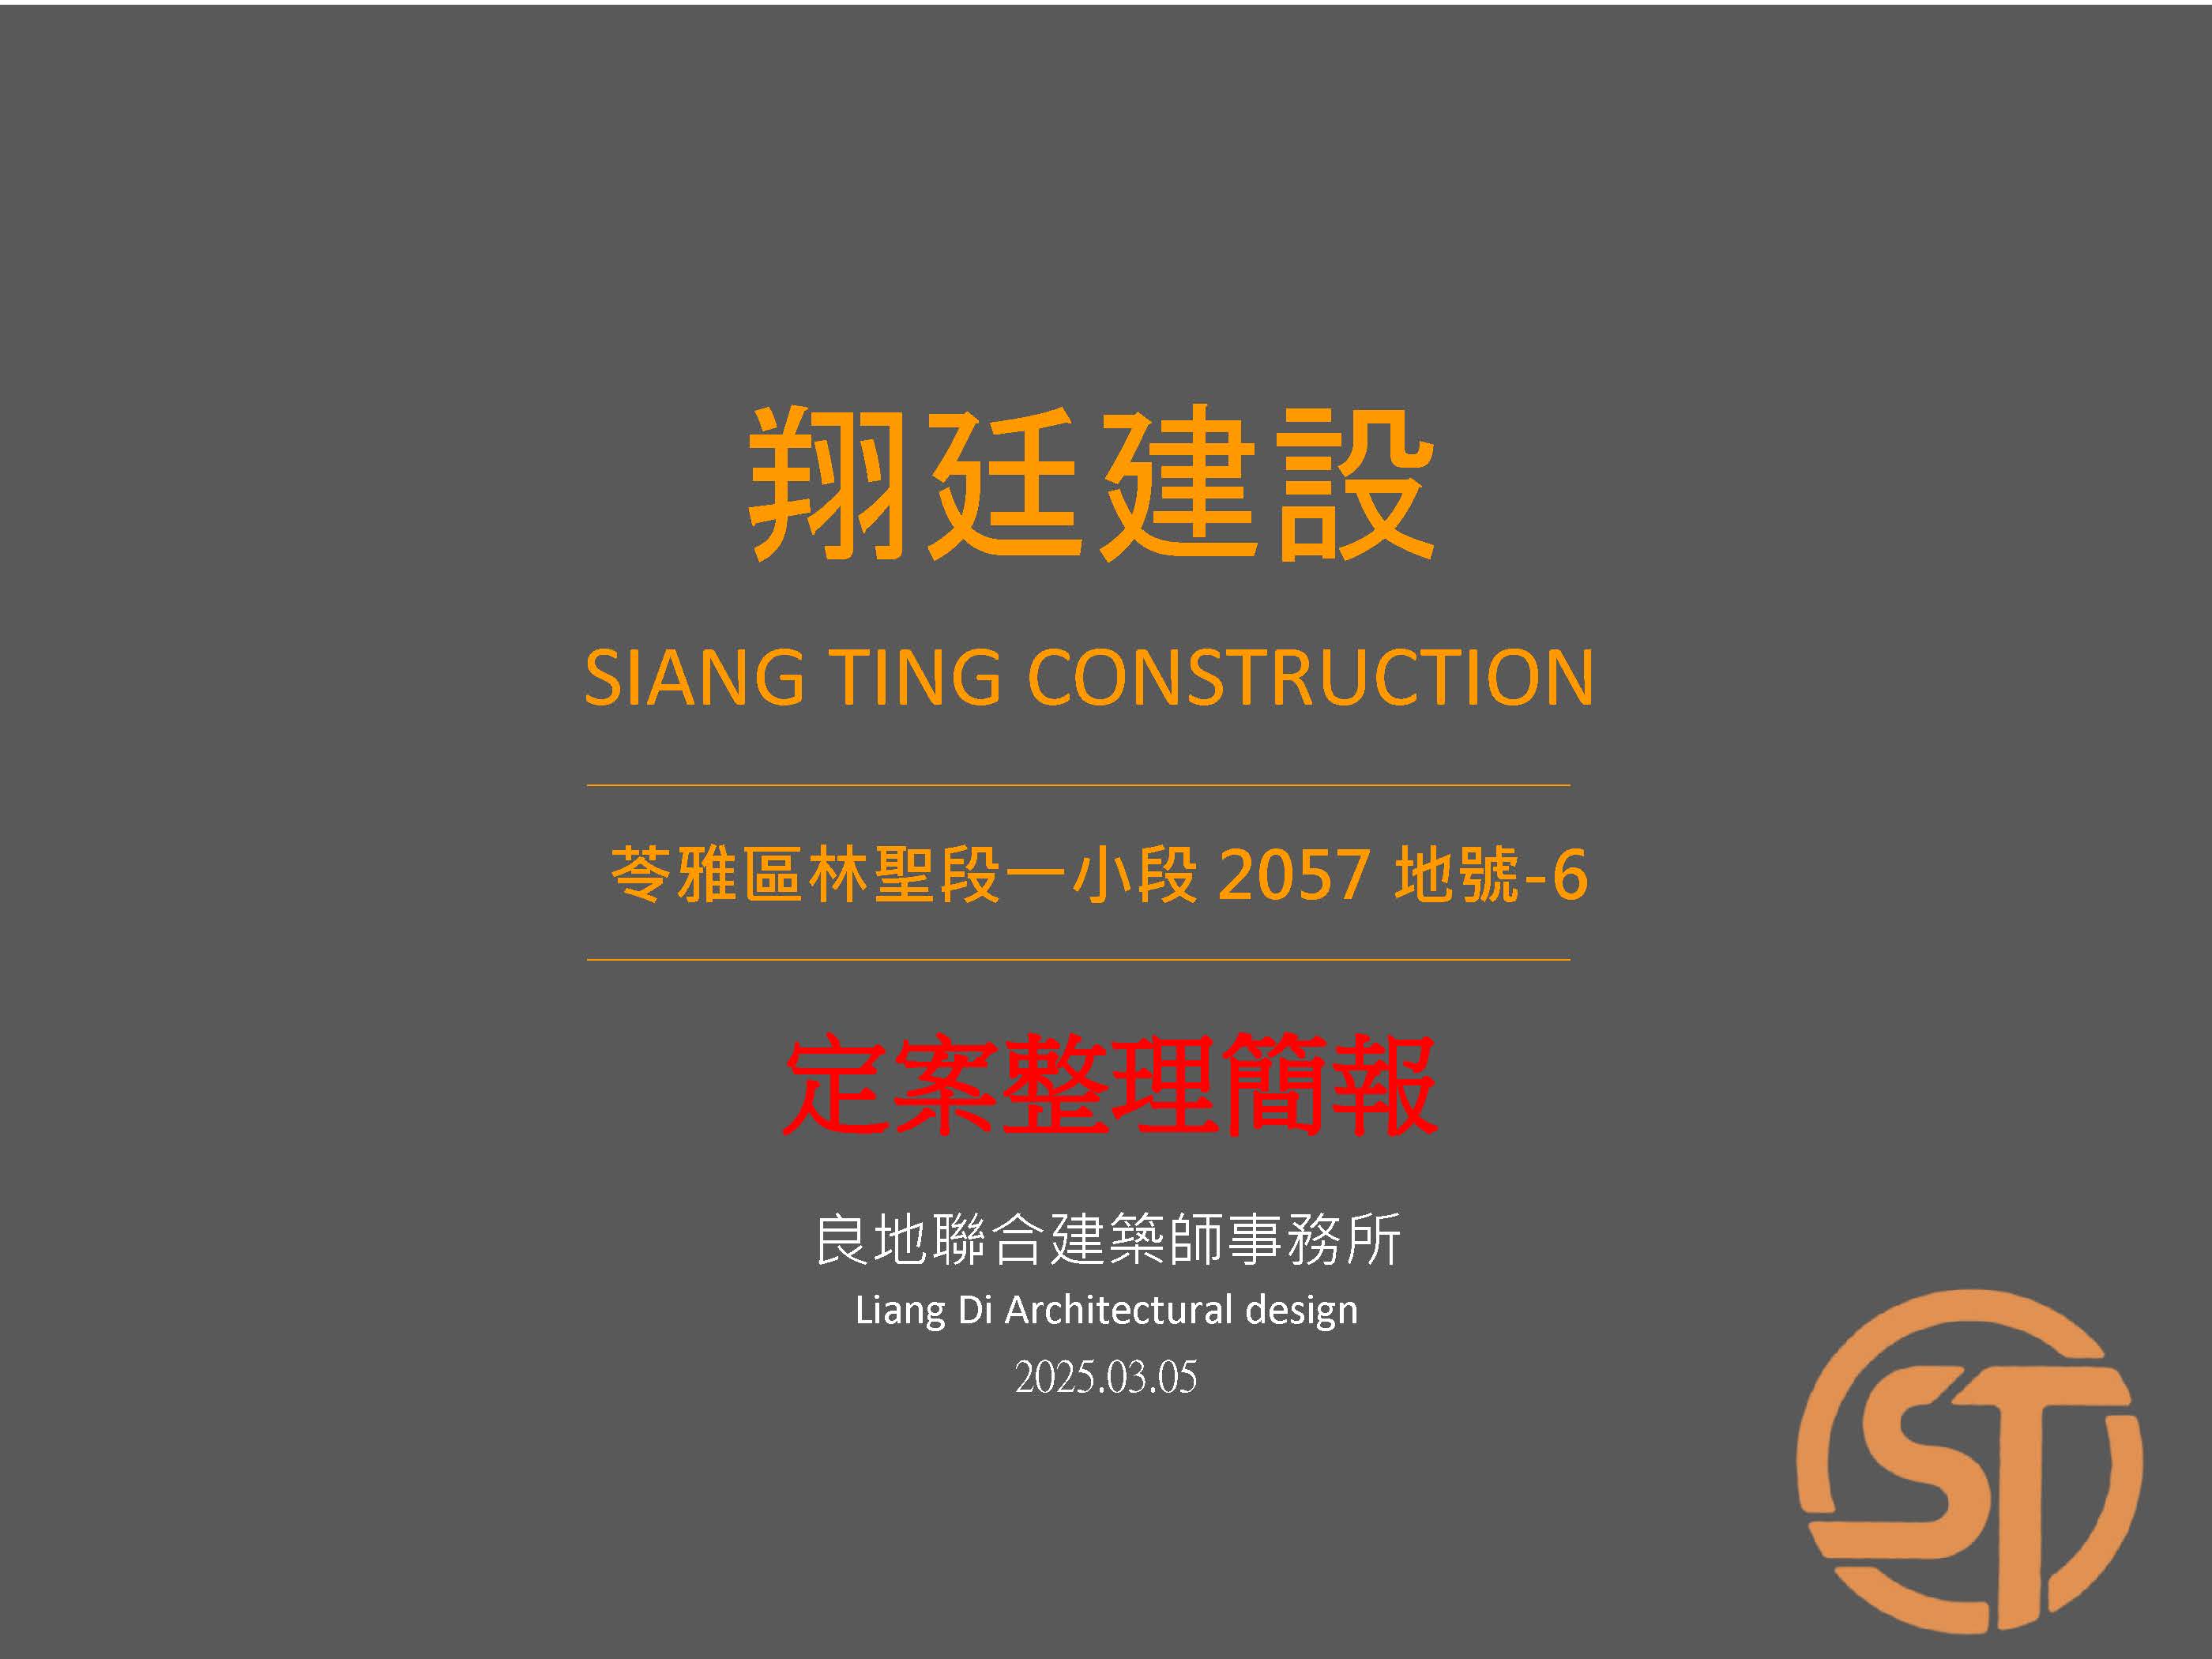 翔廷建設
SIANG TING CONSTRUCTION
苓雅區林聖段一小段 2057 地號-6
定案整理簡報
良地聯合建築師事務所
Liang Di Architectural design
2025.03.05
ST